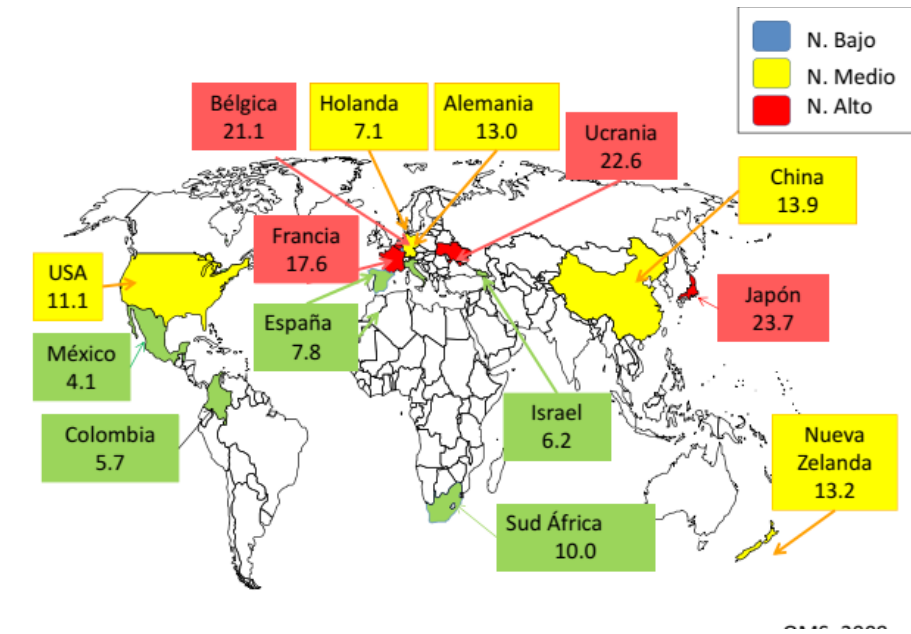 N. Bajo
N. Medio
N. Alto
Bélgica
21.1
Holanda
7.1
Alemania
13.0
Ucrania
22.6
China
13.9
Francia
17.6
USA
11.1
Japón
23.7
España
7.8
México
4.1
Israel
6.2
Colombia
5.7
Nueva
Zelanda
13.2
Sud África
10.0